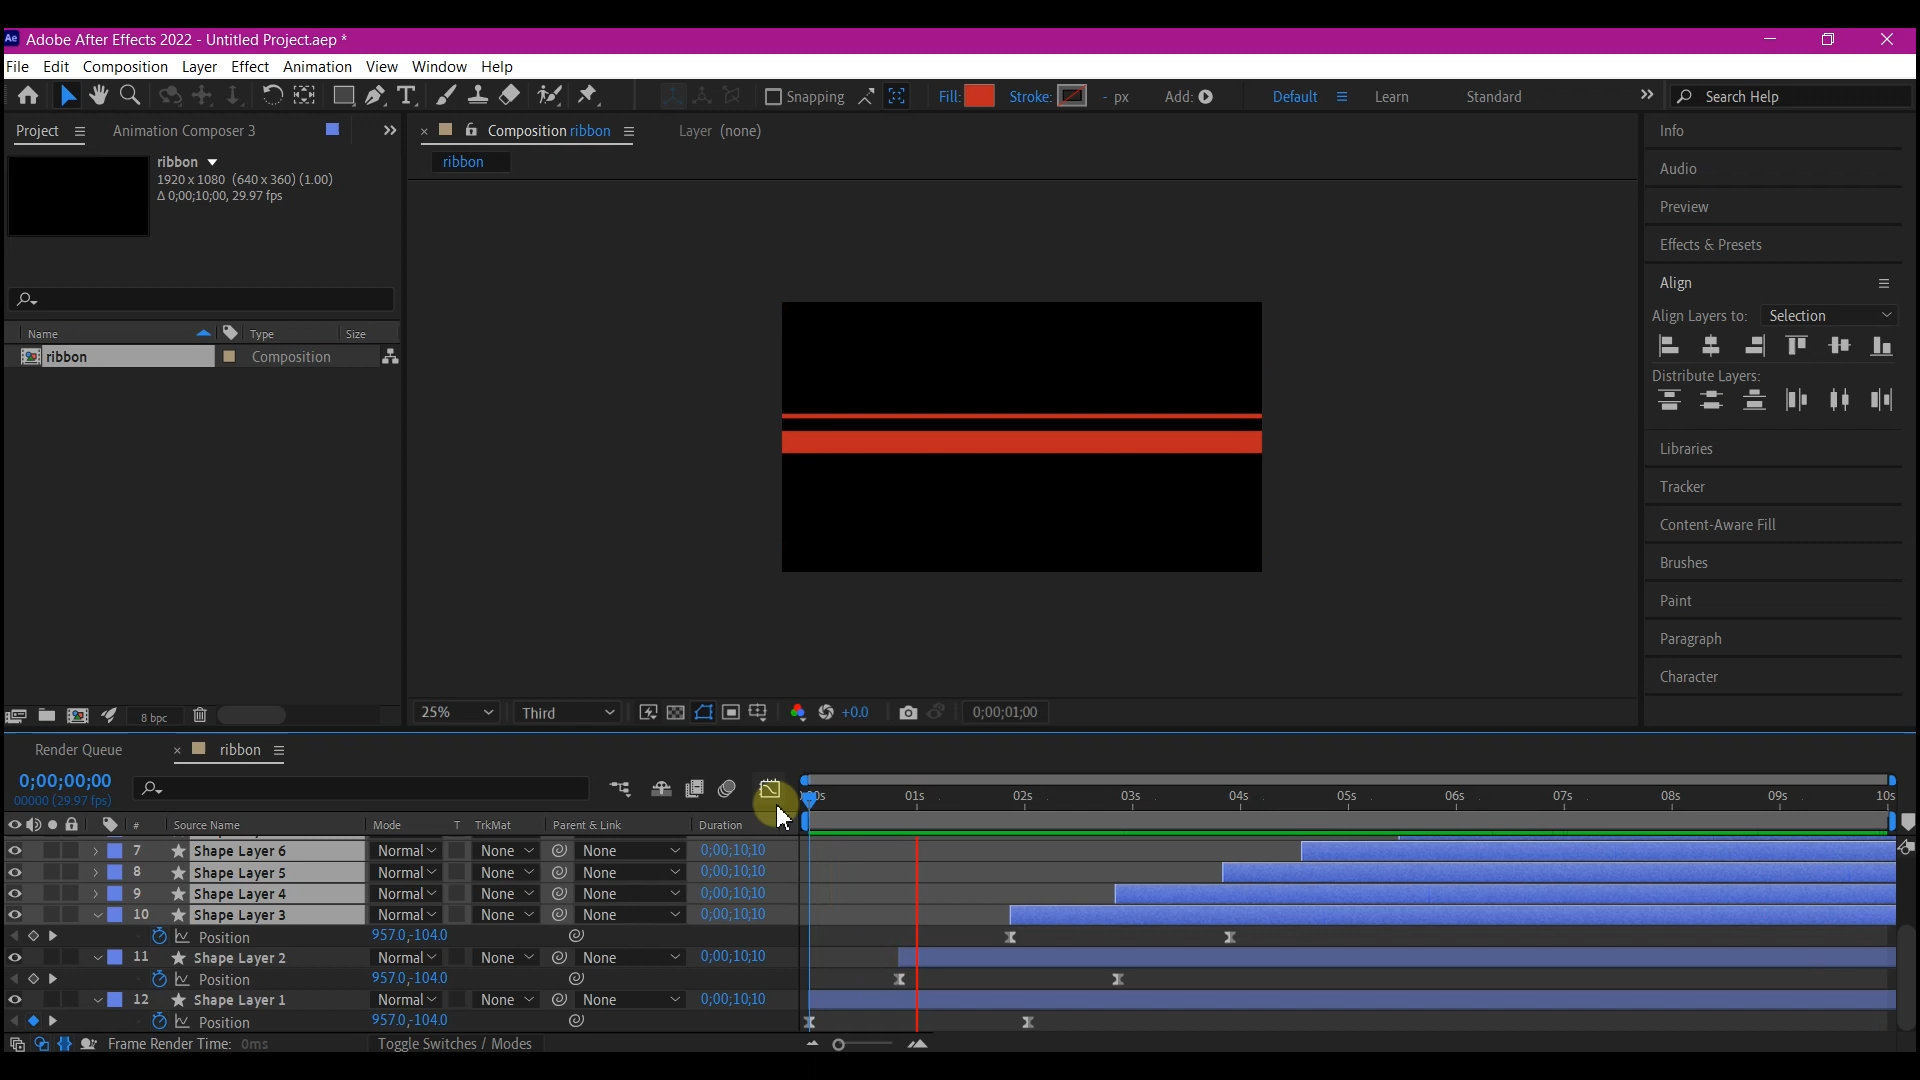 Ae Adobe After Effects 2022 - Untitled Project.aep *
File Edit Composition Layer Effect Animation View Window Help
Snapping Fill: Stroke: - px Add: Default Learn Standard Search Help
Project Animation Composer 3 Composition ribbon Layer (none) Info
ribbon ribbon
1920 x 1080 (640 x 360) (1.00) Audio
Δ 0;00;10;00, 29.97 fps
Preview
Effects & Presets
Align
Align Layers to: Selection
Name Type Size
ribbon Composition
Distribute Layers:
Libraries
Tracker
Content-Aware Fill
Brushes
Paint
Paragraph
Character
8 bpc 25% Third +0.0 0;00;01;00
Render Queue ribbon
0;00;00;00
00000 (29.97 fps) 01s 02s 03s 04s 05s 06s 07s 08s 09s 10s
# Source Name Mode T TrkMat Parent & Link Duration
7 Shape Layer 6 Normal None None 0;00;10;10
8 Shape Layer 5 Normal None None 0;00;10;10
9 Shape Layer 4 Normal None None 0;00;10;10
10 Shape Layer 3 Normal None None 0;00;10;10
Position 957.0,-104.0
11 Shape Layer 2 Normal None None 0;00;10;10
Position 957.0,-104.0
12 Shape Layer 1 Normal None None 0;00;10;10
Position 957.0,-104.0
Frame Render Time: 0ms Toggle Switches / Modes